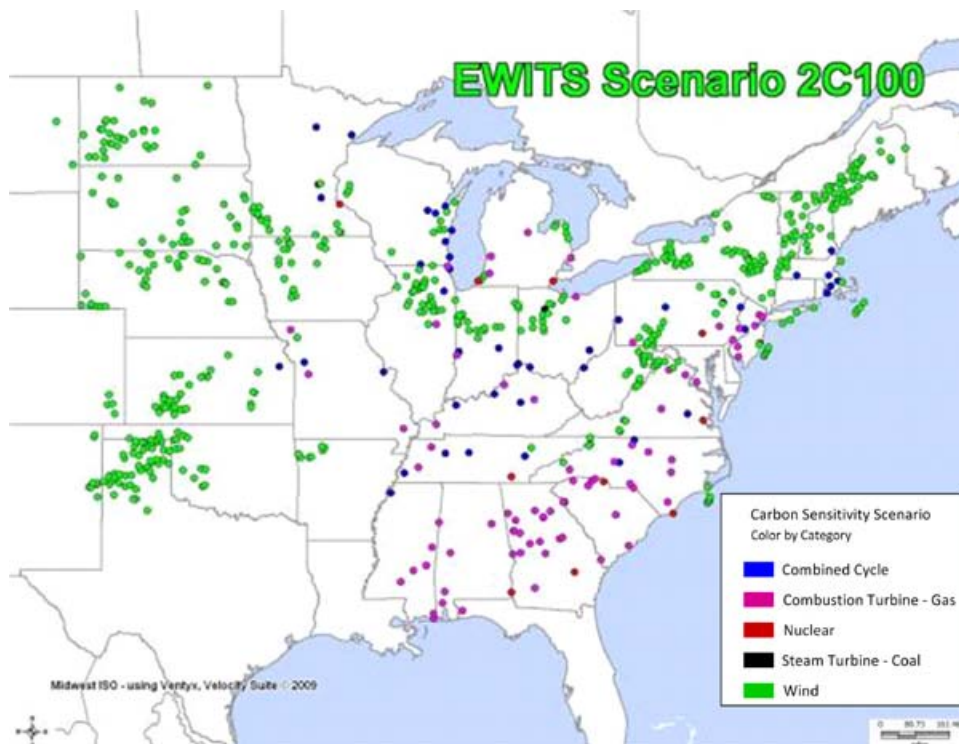 EWITS Scenario 2C100
Carbon Sensitivity Scenario
Color by Category
Combined Cycle
Combustion Turbine - Gas
Nuclear
Steam Turbine - Coal
Wind
Midwest ISO - using Ventyx, Velocity Suite © 2009
0